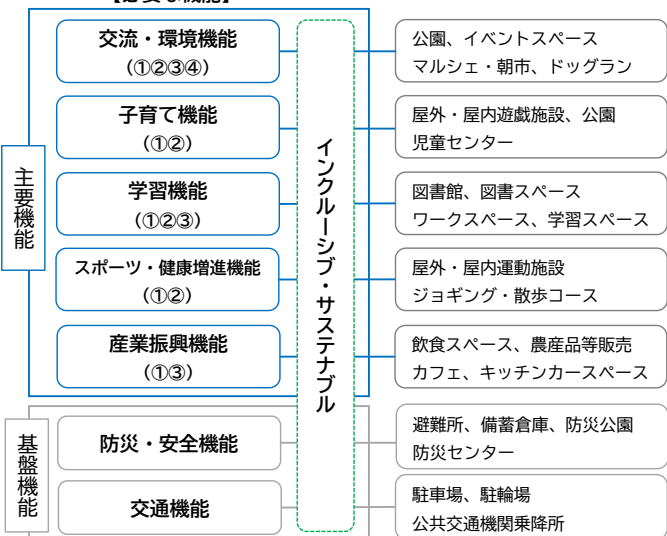 【必要な機能】
主要機能
交流・環境機能
(①②③④)
公園、イベントスペース
マルシェ・朝市、ドッグラン
子育て機能
(①②)
屋外・屋内遊戯施設、公園
児童センター
学習機能
(①②③)
図書館、図書スペース
ワークスペース、学習スペース
スポーツ・健康増進機能
(①②)
屋外・屋内運動施設
ジョギング・散歩コース
産業振興機能
(①③)
飲食スペース、農産品等販売
カフェ、キッチンカースペース
インクルーシブ・サステナブル
基盤機能
防災・安全機能
避難所、備蓄倉庫、防災公園
防災センター
交通機能
駐車場、駐輪場
公共交通機関乗降所